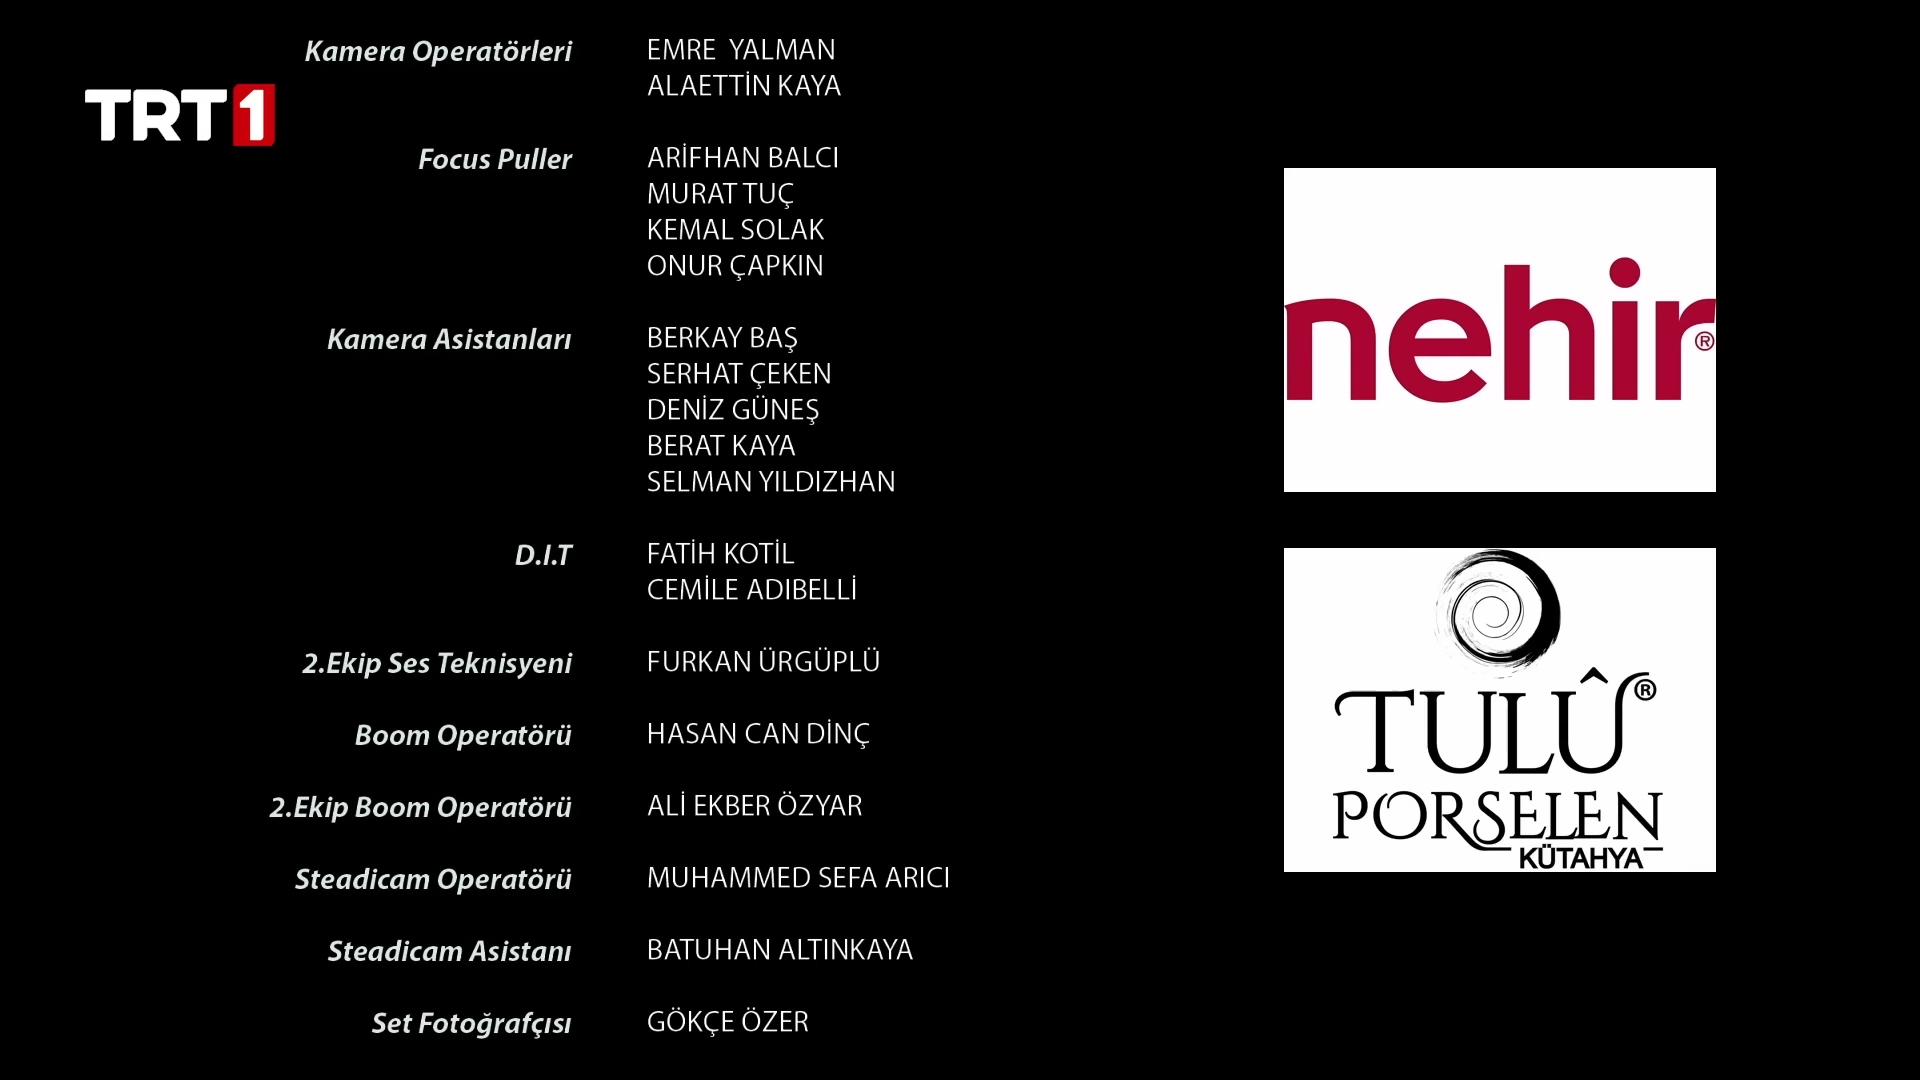 Kamera Operatörleri EMRE YALMAN
ALAETTİN KAYA
TRT 1
Focus Puller ARİFHAN BALCI
MURAT TUÇ
KEMAL SOLAK
ONUR ÇAPKIN
Kamera Asistanları BERKAY BAŞ
SERHAT ÇEKEN
DENİZ GÜNEŞ
BERAT KAYA
SELMAN YILDIZHAN
D.I.T FATİH KOTİL
CEMİLE ADIBELLİ
2.Ekip Ses Teknisyeni FURKAN ÜRGÜPLÜ
Boom Operatörü HASAN CAN DİNÇ
2.Ekip Boom Operatörü ALİ EKBER ÖZYAR
Steadicam Operatörü MUHAMMED SEFA ARICI
Steadicam Asistanı BATUHAN ALTINKAYA
Set Fotoğrafçısı GÖKÇE ÖZER
nehir®
TULÛ®
PORSELEN
KÜTAHYA